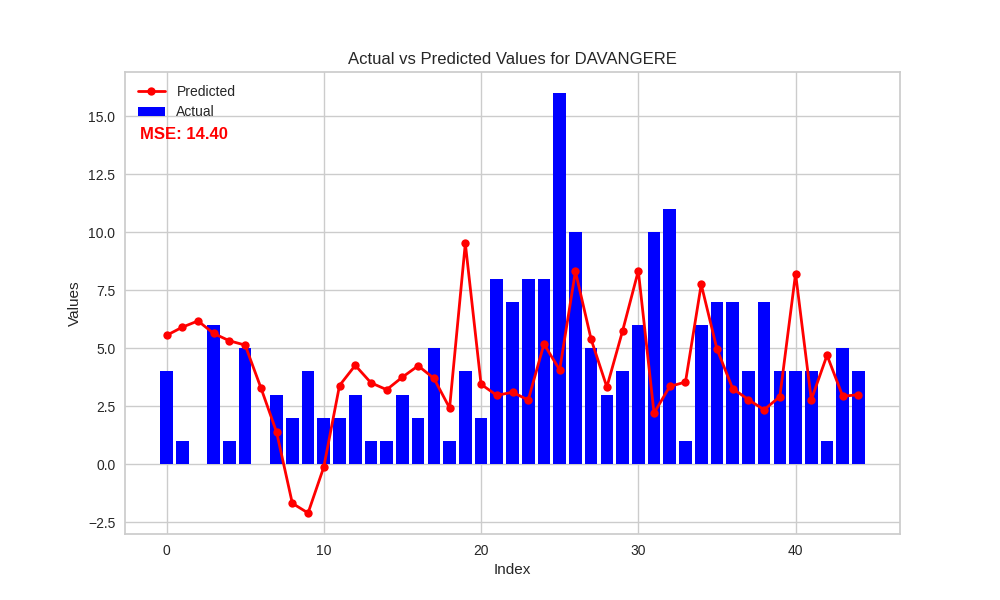 Actual vs Predicted Values for DAVANGERE
Predicted
Actual
MSE: 14.40
Values
15.0
12.5
10.0
7.5
5.0
2.5
0.0
−2.5
0 10 20 30 40
Index